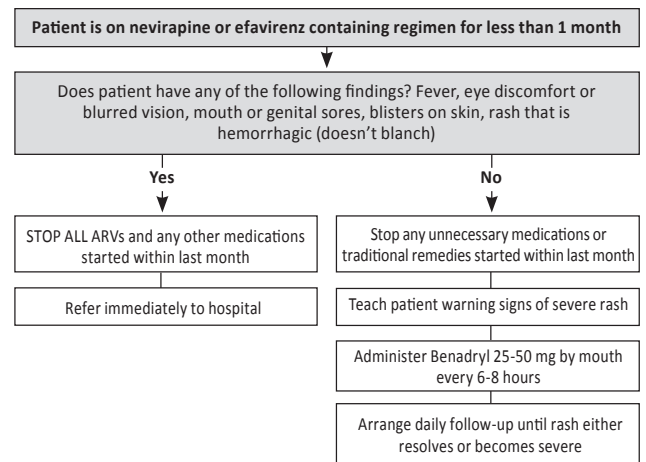 Patient is on nevirapine or efavirenz containing regimen for less than 1 month
Does patient have any of the following findings? Fever, eye discomfort or
blurred vision, mouth or genital sores, blisters on skin, rash that is
hemorrhagic (doesn't blanch)
Yes
No
STOP ALL ARVs and any other medications
started within last month
Refer immediately to hospital
Stop any unnecessary medications or
traditional remedies started within last month
Teach patient warning signs of severe rash
Administer Benadryl 25-50 mg by mouth
every 6-8 hours
Arrange daily follow-up until rash either
resolves or becomes severe